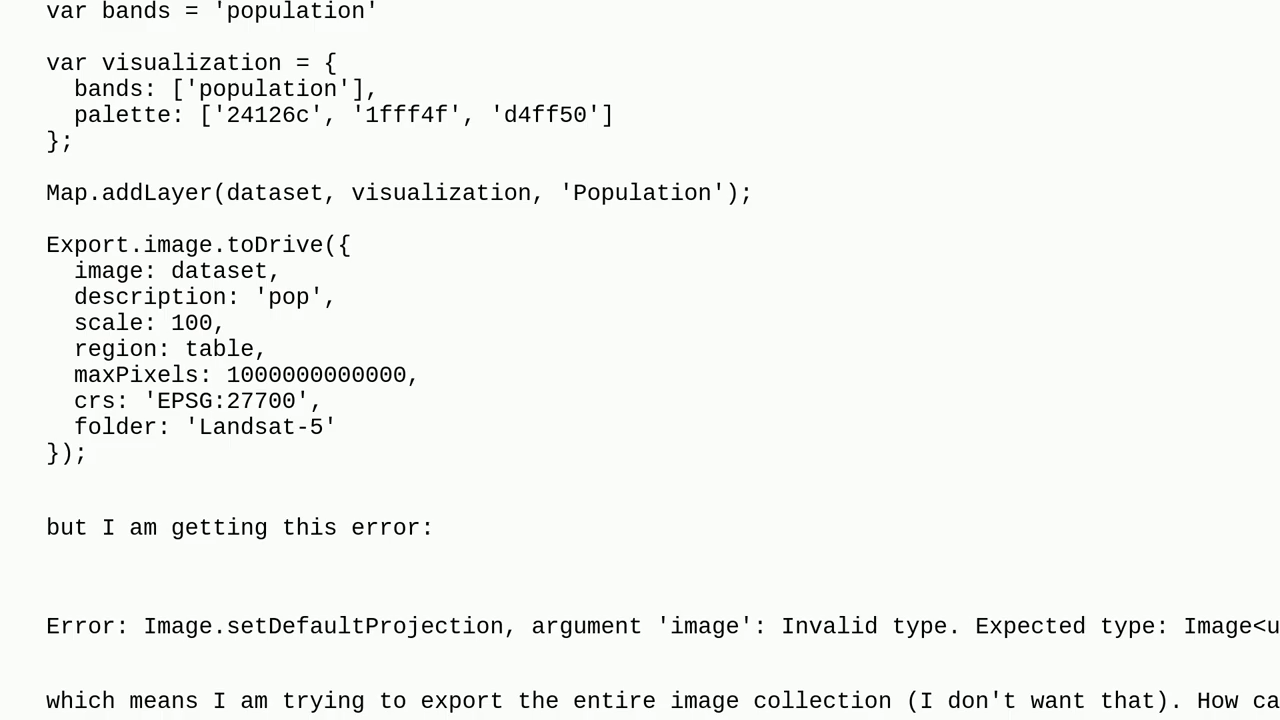 var bands = 'population'
var visualization = {
  bands: ['population'],
  palette: ['24126c', '1fff4f', 'd4ff50']
};
Map.addLayer(dataset, visualization, 'Population');
Export.image.toDrive({
  image: dataset,
  description: 'pop',
  scale: 100,
  region: table,
  maxPixels: 1000000000000,
  crs: 'EPSG:27700',
  folder: 'Landsat-5'
});
but I am getting this error:
Error: Image.setDefaultProjection, argument 'image': Invalid type. Expected type: Image<u
which means I am trying to export the entire image collection (I don't want that). How ca